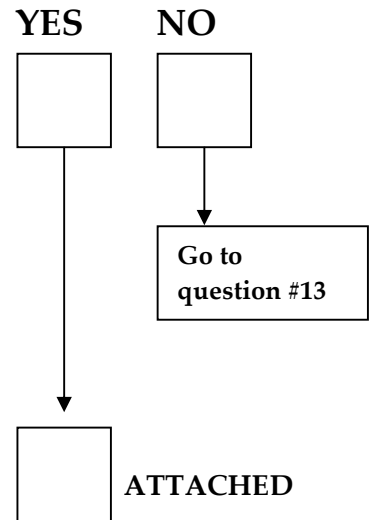 YES NO
Go to
question #13
ATTACHED